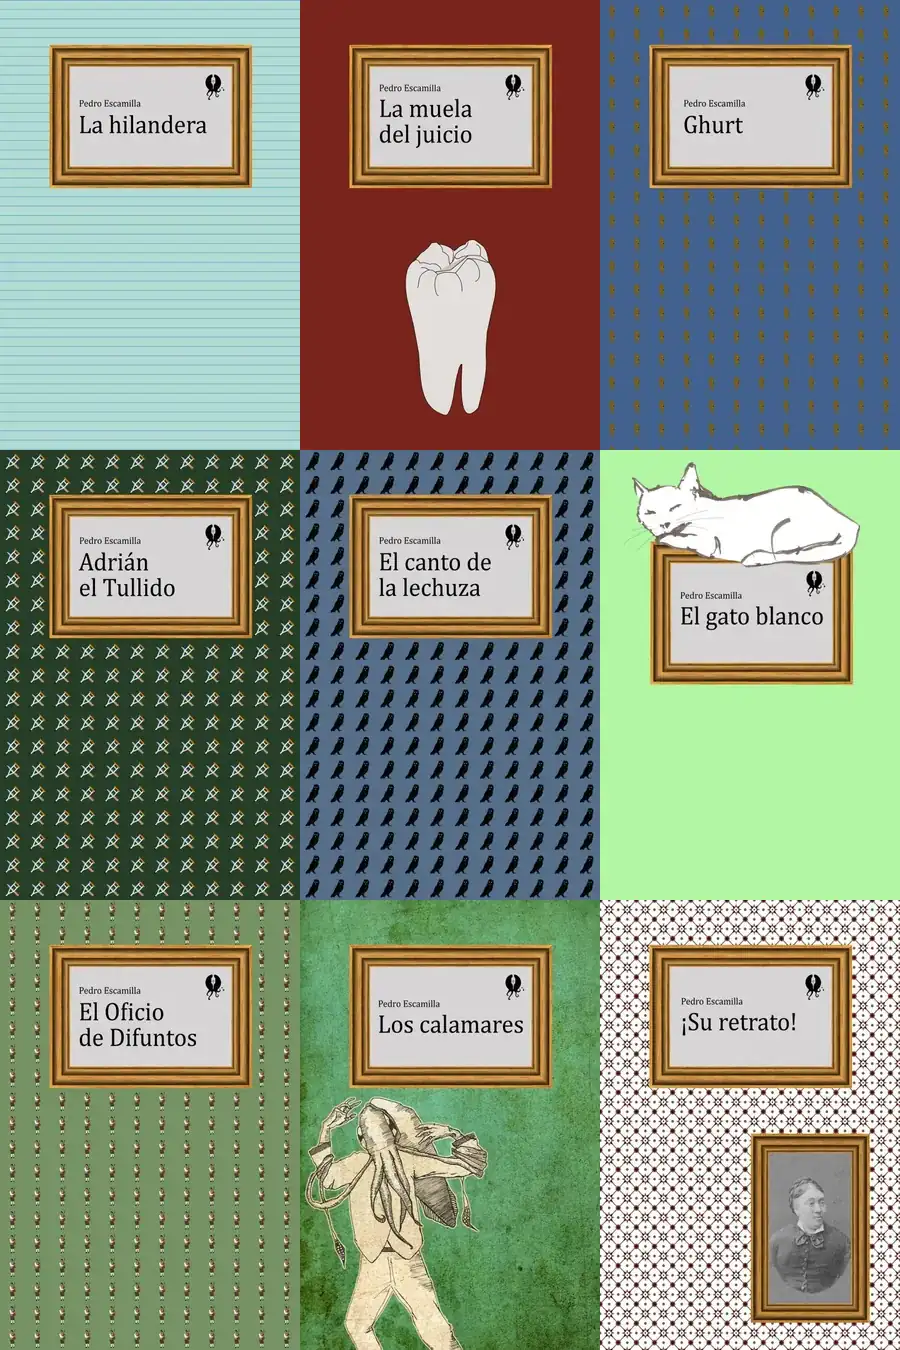 Pedro Escamilla
La hilandera
Pedro Escamilla
La muela
del juicio
Pedro Escamilla
Ghurt
Pedro Escamilla
Adrián
el Tullido
Pedro Escamilla
El canto de
la lechuza
Pedro Escamilla
El gato blanco
Pedro Escamilla
El Oficio
de Difuntos
Pedro Escamilla
Los calamares
Pedro Escamilla
¡Su retrato!